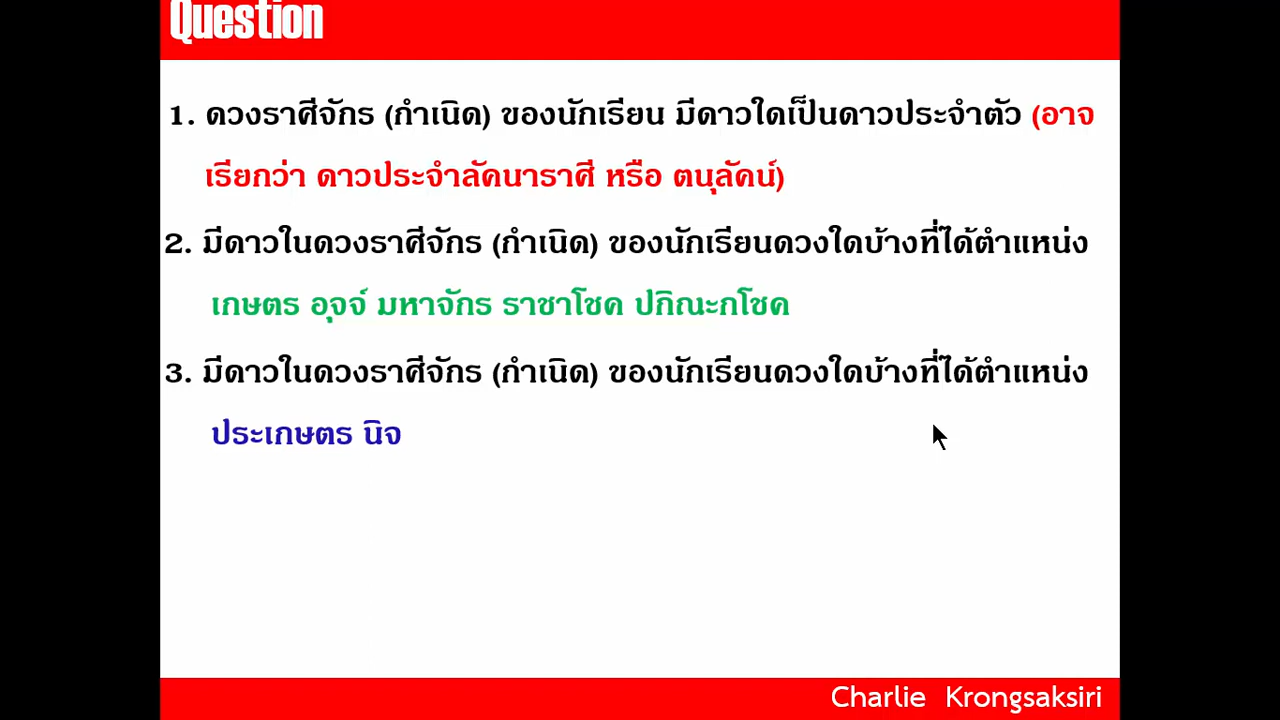 Question
1. ดวงราศีจักร (กำเนิด) ของนักเรียน มีดาวใดเป็นดาวประจำตัว (อาจ
เรียกว่า ดาวประจำลัคนาราศี หรือ ตนุลัคน์)
2. มีดาวในดวงราศีจักร (กำเนิด) ของนักเรียนดวงใดบ้างที่ได้ตำแหน่ง
เกษตร อุจจ์ มหาจักร ราชาโชค ปกิณะกโชค
3. มีดาวในดวงราศีจักร (กำเนิด) ของนักเรียนดวงใดบ้างที่ได้ตำแหน่ง
ประเกษตร นิจ
Charlie Krongsaksiri